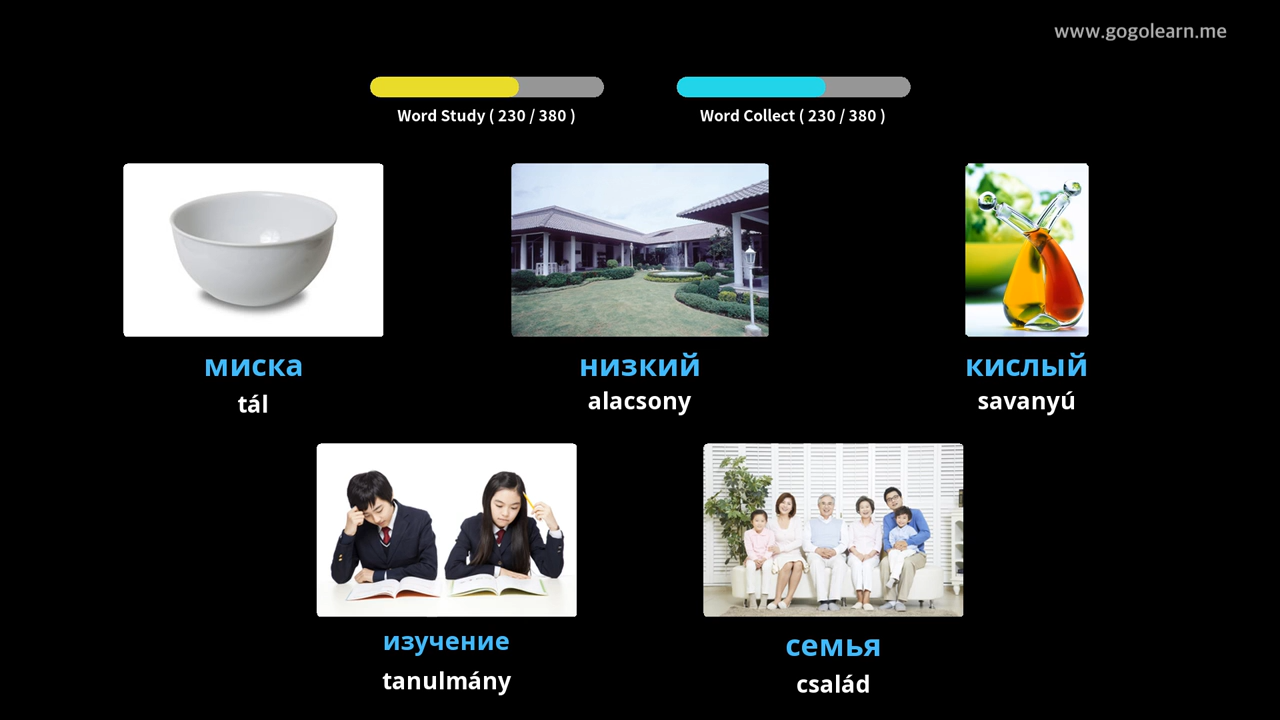 www.gogolearn.me
Word Study ( 230 / 380 )
Word Collect ( 230 / 380 )
миска
tál
низкий
alacsony
кислый
savanyú
изучение
tanulmány
семья
család